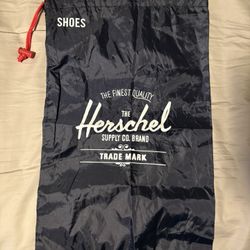 SHOES
THE FINEST QUALITY
THE
Herschel
SUPPLY CO. BRAND
TRADE MARK